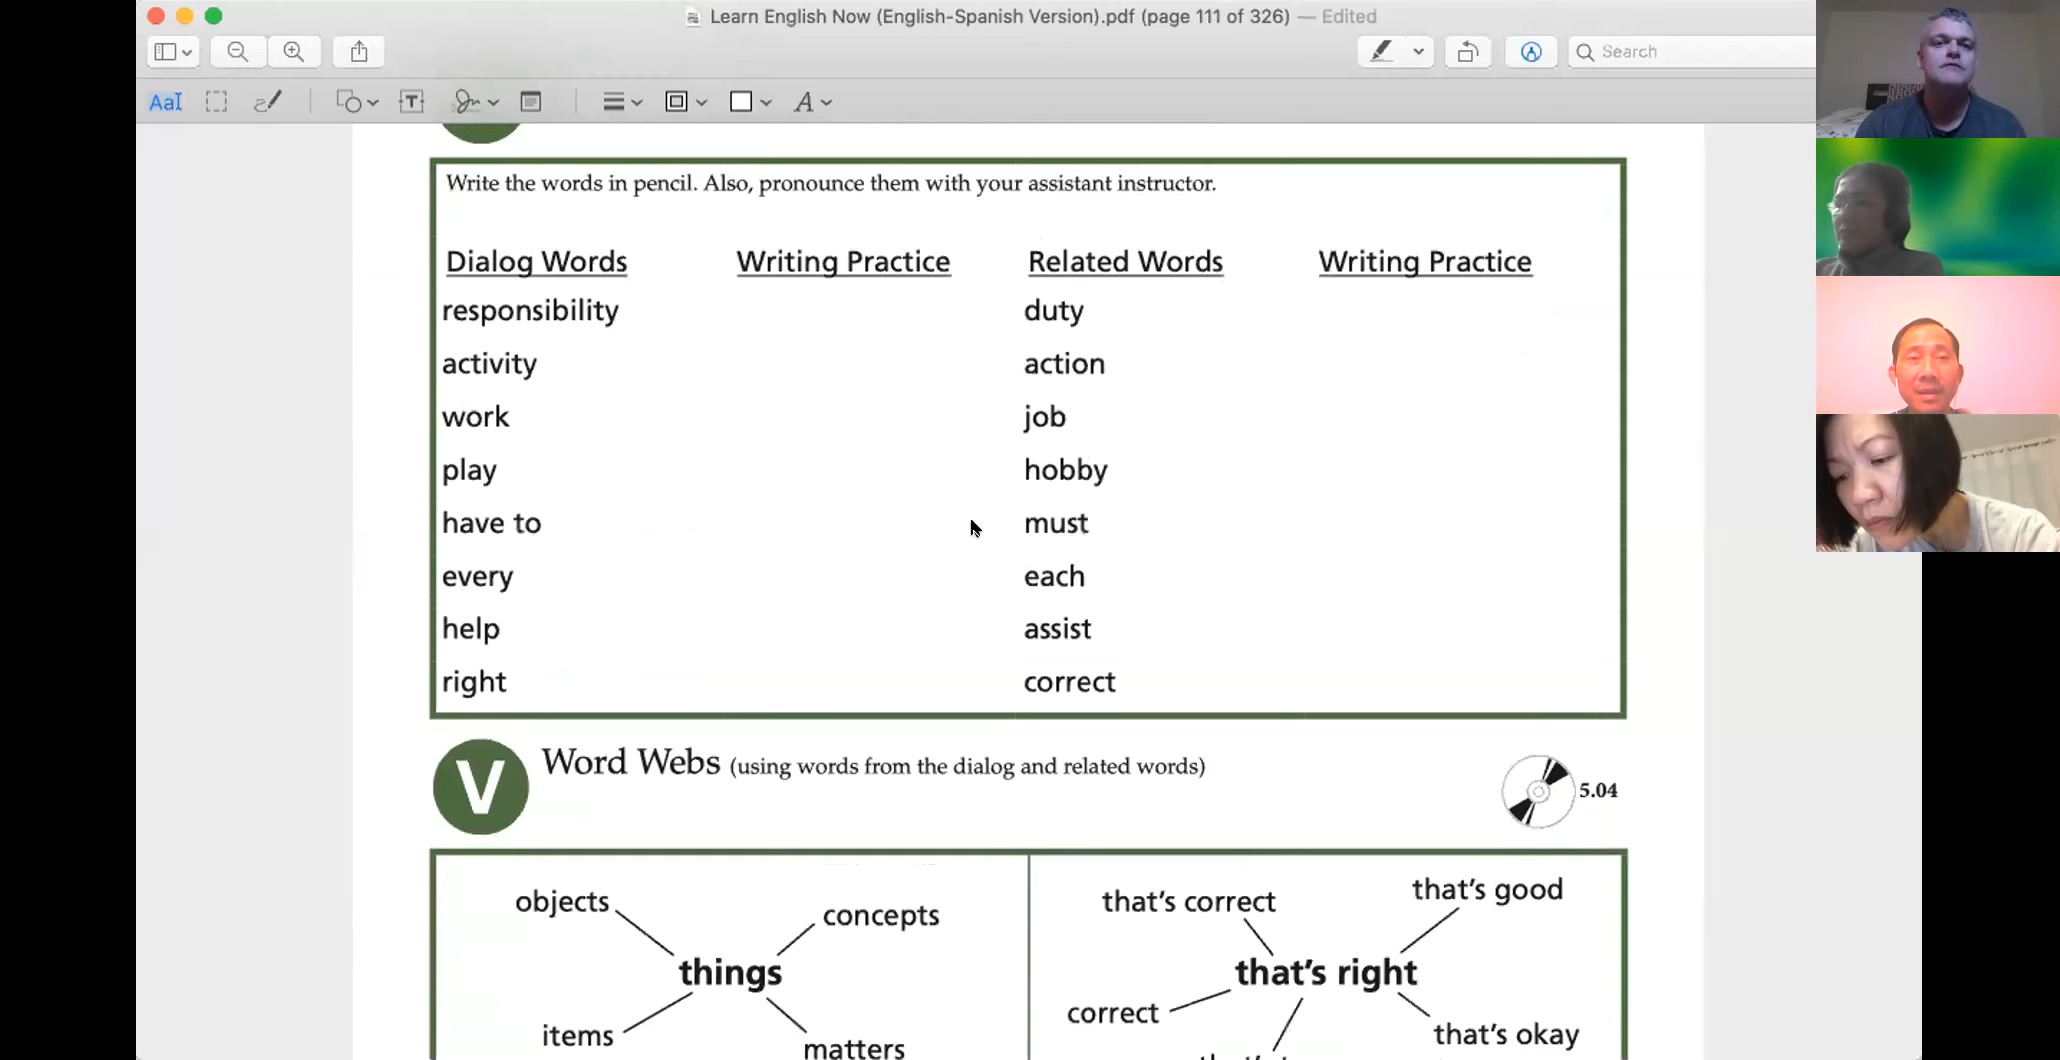 Learn English Now (English-Spanish Version).pdf (page 111 of 326) — Edited
Search
AaI T A
Write the words in pencil. Also, pronounce them with your assistant instructor.
Dialog Words Writing Practice Related Words Writing Practice
responsibility duty
activity action
work job
play hobby
have to must
every each
help assist
right correct
V Word Webs (using words from the dialog and related words) 5.04
objects concepts
things
items matters
that's correct that's good
that's right
correct that's okay